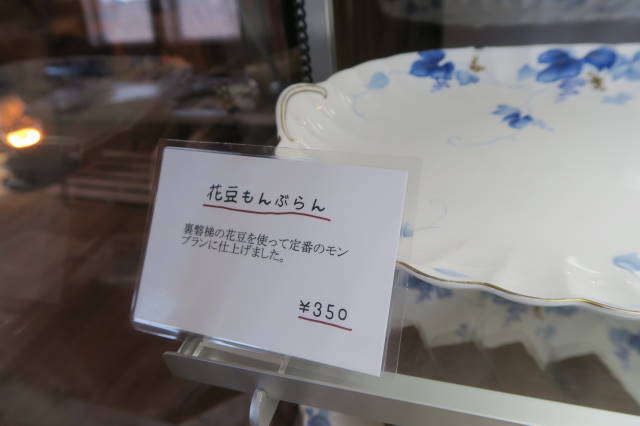 花豆もんぶらん
裏磐梯の花豆を使って定番のモン
ブランに仕上げました。
¥350